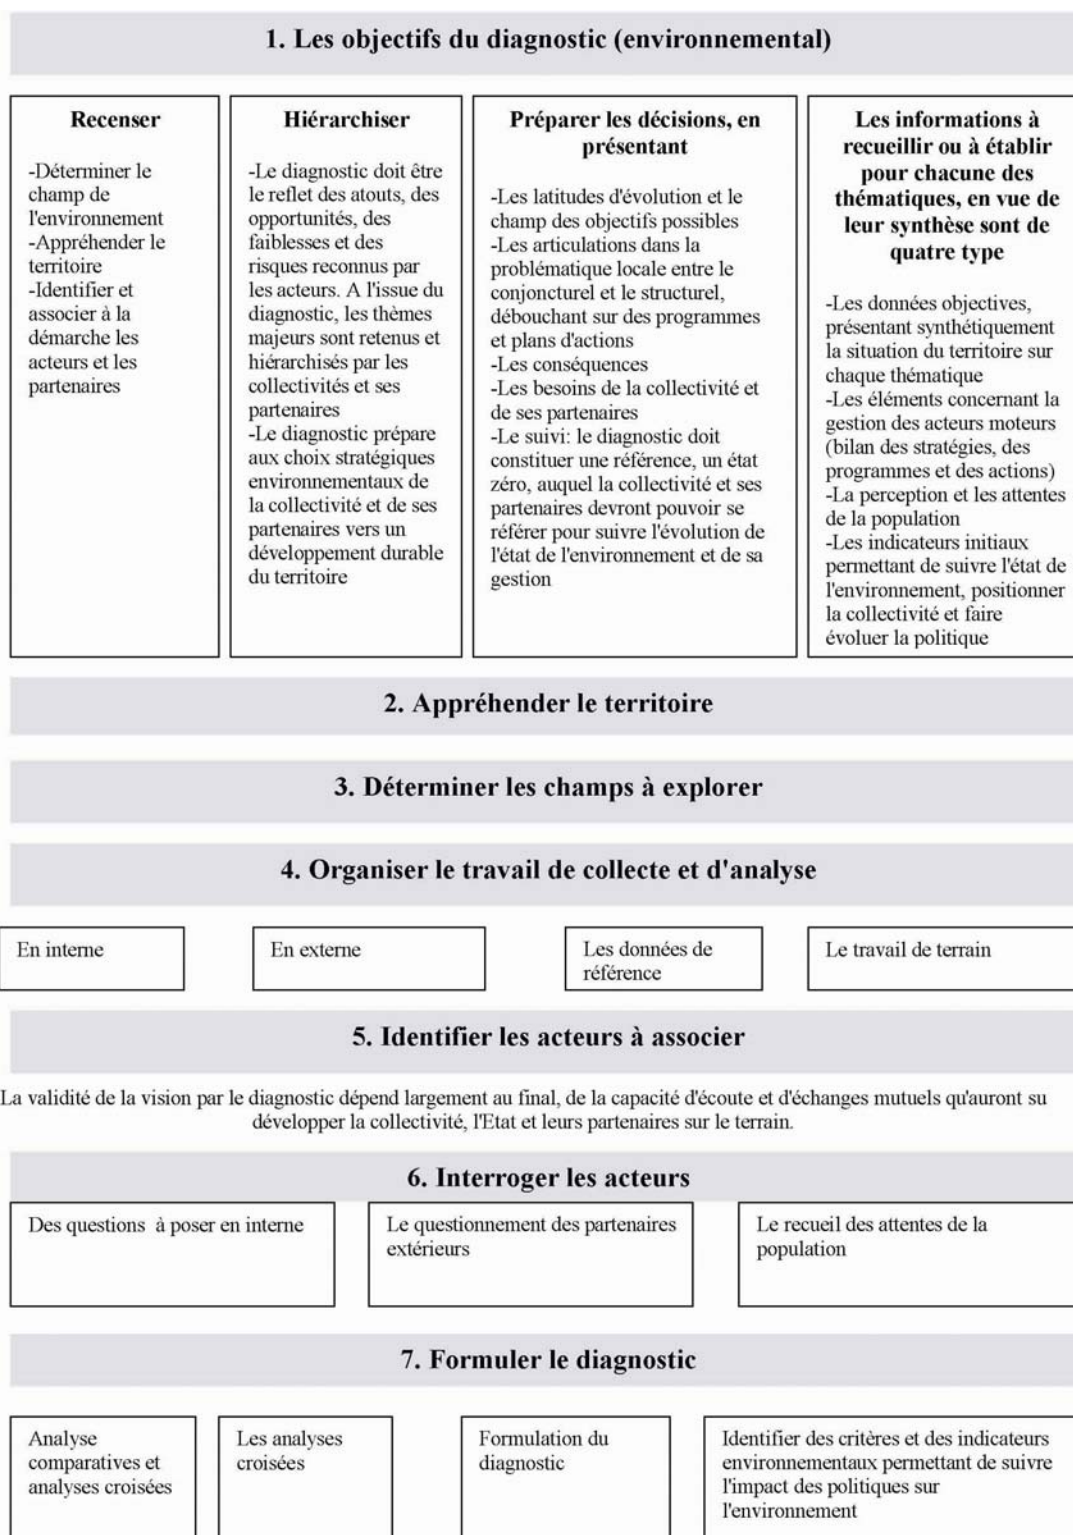 1. Les objectifs du diagnostic (environnemental)
Recenser
-Déterminer le
champ de
l'environnement
-Appréhender le
territoire
-Identifier et
associer à la
démarche les
acteurs et les
partenaires
Hiérarchiser
-Le diagnostic doit être
le reflet des atouts, des
opportunités, des
faiblesses et des
risques reconnus par
les acteurs. A l'issue du
diagnostic, les thèmes
majeurs sont retenus et
hiérarchisés par les
collectivités et ses
partenaires
-Le diagnostic prépare
aux choix stratégiques
environnementaux de
la collectivité et de ses
partenaires vers un
développement durable
du territoire
Préparer les décisions, en
présentant
-Les latitudes d'évolution et le
champ des objectifs possibles
-Les articulations dans la
problématique locale entre le
conjoncturel et le structurel,
débouchant sur des programmes
et plans d'actions
-Les conséquences
-Les besoins de la collectivité et
de ses partenaires
-Le suivi: le diagnostic doit
constituer une référence, un état
zéro, auquel la collectivité et ses
partenaires devront pouvoir se
référer pour suivre l'évolution de
l'état de l'environnement et de sa
gestion
Les informations à
recueillir ou à établir
pour chacune des
thématiques, en vue de
leur synthèse sont de
quatre type
-Les données objectives,
présentant synthétiquement
la situation du territoire sur
chaque thématique
-Les éléments concernant la
gestion des acteurs moteurs
(bilan des stratégies, des
programmes et des actions)
-La perception et les attentes
de la population
-Les indicateurs initiaux
permettant de suivre l'état de
l'environnement, positionner
la collectivité et faire
évoluer la politique
2. Appréhender le territoire
3. Déterminer les champs à explorer
4. Organiser le travail de collecte et d'analyse
En interne
En externe
Les données de
référence
Le travail de terrain
5. Identifier les acteurs à associer
La validité de la vision par le diagnostic dépend largement au final, de la capacité d'écoute et d'échanges mutuels qu'auront su
développer la collectivité, l'Etat et leurs partenaires sur le terrain.
6. Interroger les acteurs
Des questions à poser en interne
Le questionnement des partenaires
extérieurs
Le recueil des attentes de la
population
7. Formuler le diagnostic
Analyse
comparatives et
analyses croisées
Les analyses
croisées
Formulation du
diagnostic
Identifier des critères et des indicateurs
environnementaux permettant de suivre
l'impact des politiques sur
l'environnement